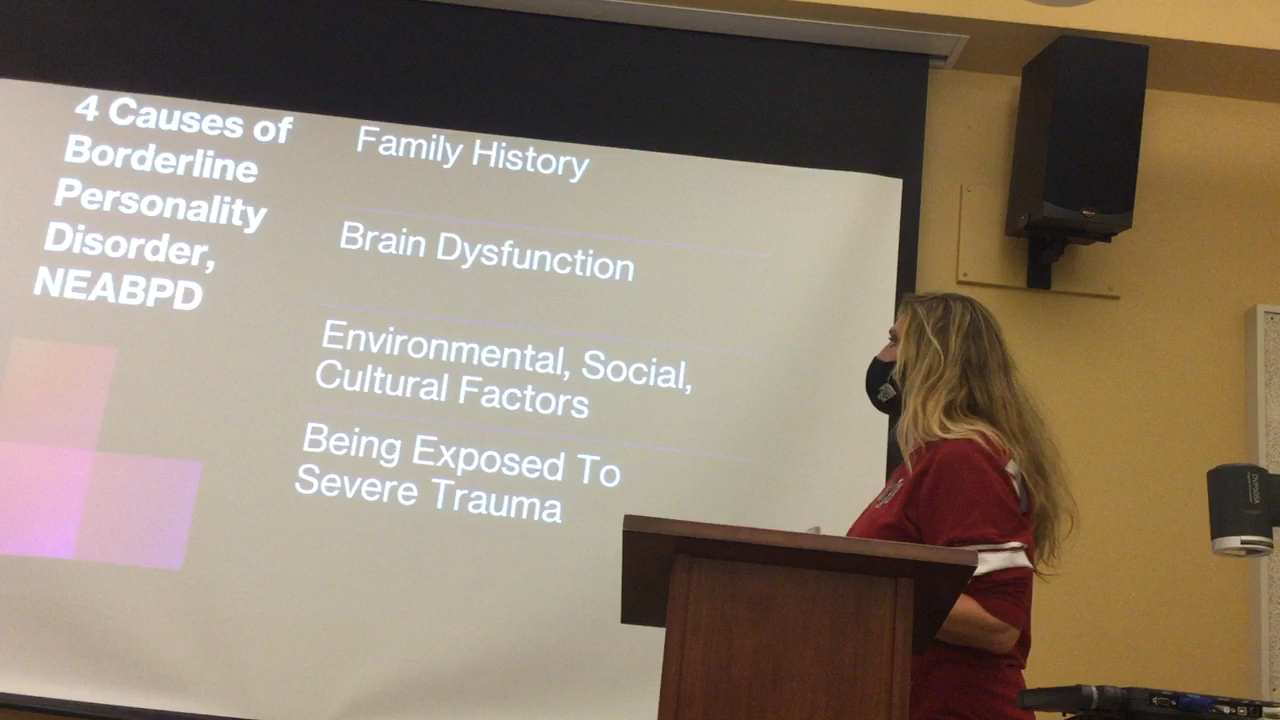 4 Causes of
Borderline
Personality
Disorder,
NEABPD
Family History
Brain Dysfunction
Environmental, Social,
Cultural Factors
Being Exposed To
Severe Trauma